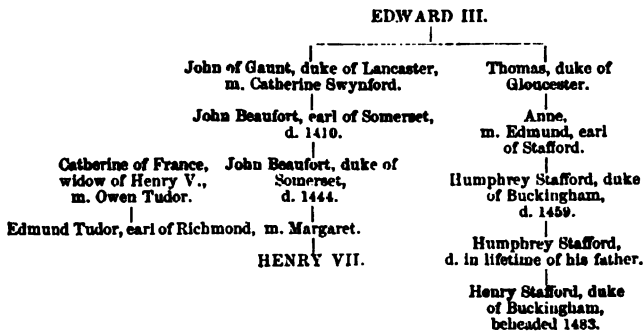 EDWARD III.
John of Gaunt, duke of Lancaster,
m. Catherine Swynford.
Thomas, duke of
Gloucester.
John Beaufort, earl of Somerset,
d. 1410.
Anne,
m. Edmund, earl
of Stafford.
Catherine of France,
widow of Henry V.,
m. Owen Tudor.
John Beaufort, duke of
Somerset,
d. 1444.
Humphrey Stafford, duke
of Buckingham,
d. 1459.
Edmund Tudor, earl of Richmond, m. Margaret.
HENRY VII.
Humphrey Stafford,
d. in lifetime of his father.
Henry Stafford, duke
of Buckingham,
beheaded 1483.